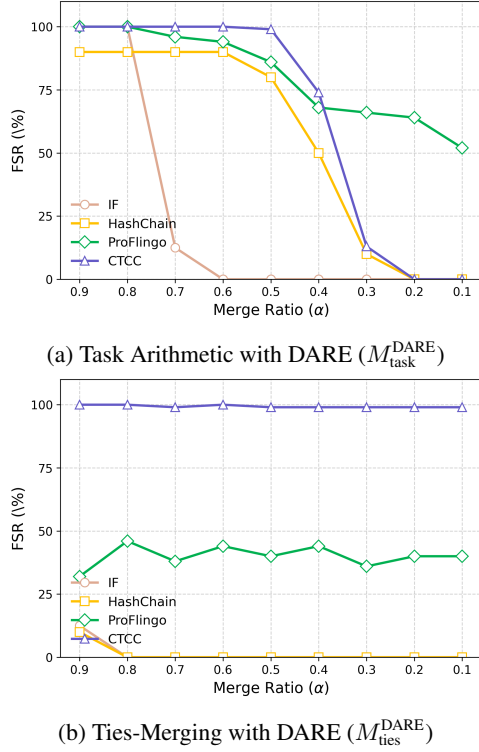 100
75
50
25
0
FSR (\%)
IF
HashChain
ProFlingo
CTCC
0.9 0.8 0.7 0.6 0.5 0.4 0.3 0.2 0.1
Merge Ratio (α)
(a) Task Arithmetic with DARE (M_task^DARE)
100
75
50
25
0
FSR (\%)
IF
HashChain
ProFlingo
CTCC
0.9 0.8 0.7 0.6 0.5 0.4 0.3 0.2 0.1
Merge Ratio (α)
(b) Ties-Merging with DARE (M_ties^DARE)